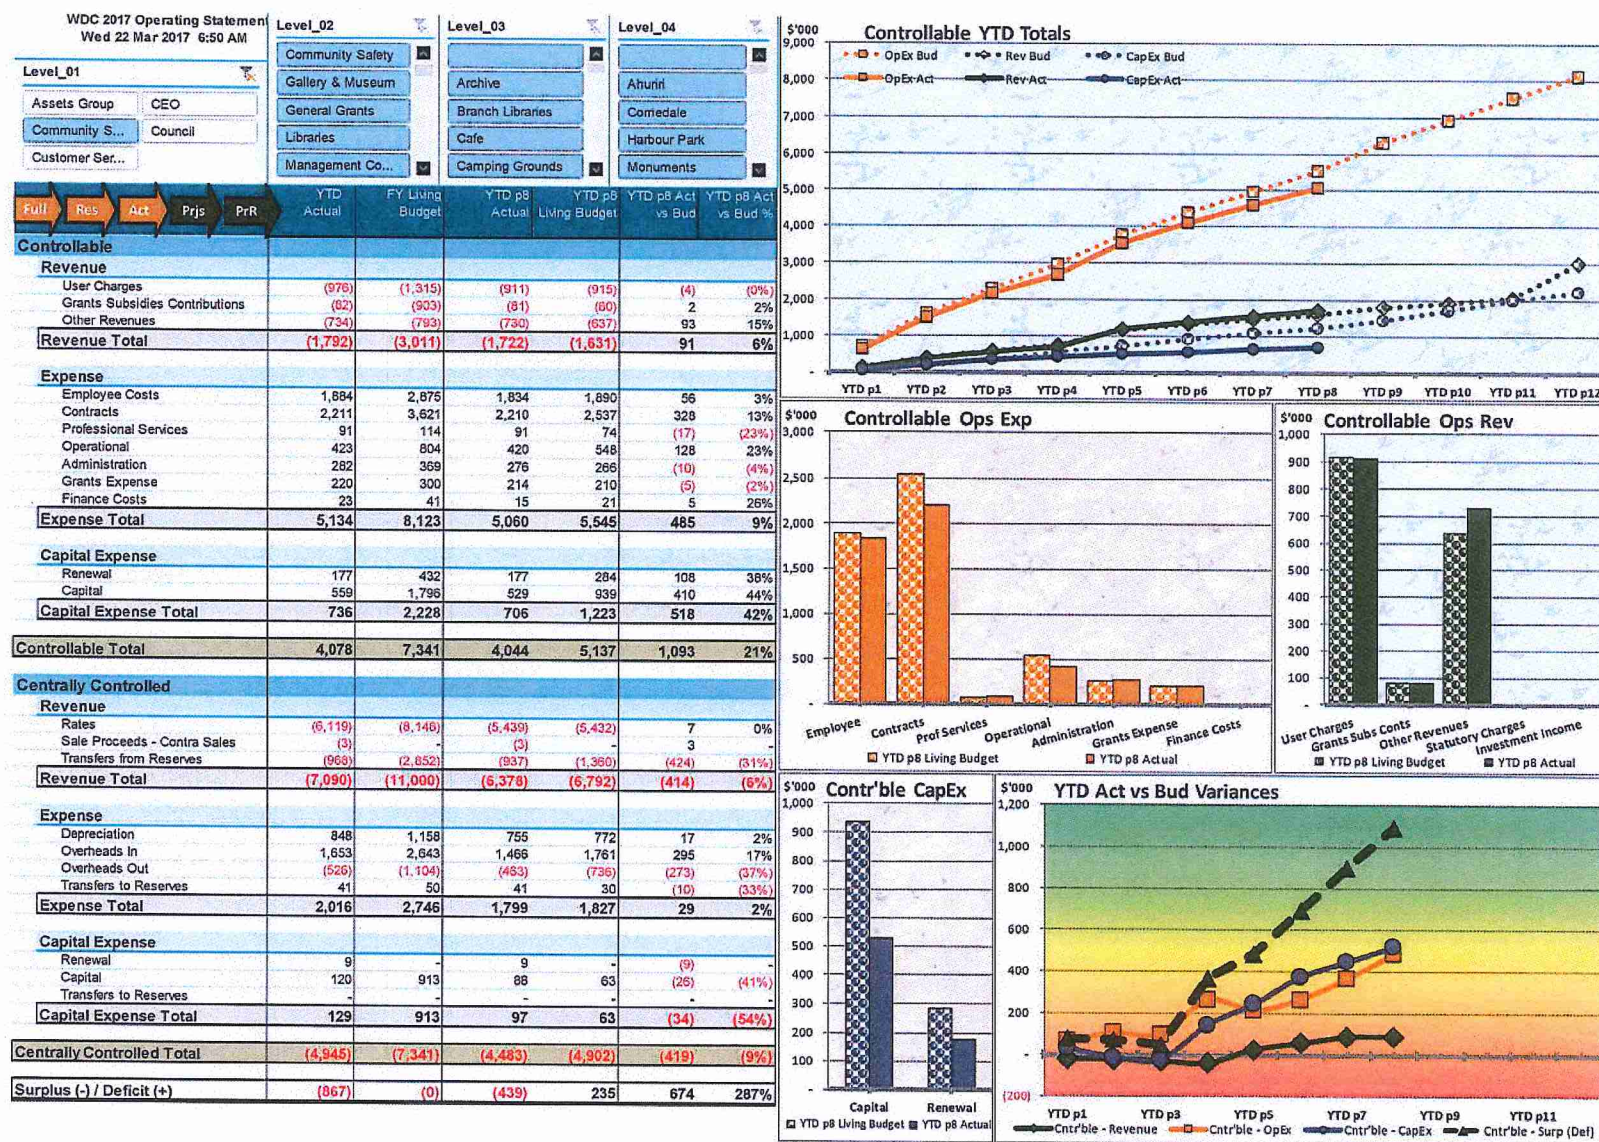 WDC 2017 Operating Statement
Wed 22 Mar 2017 6:50 AM
Level_01
Assets Group CEO
Community S... Council
Customer Ser...
Level_02
Community Safety
Gallery & Museum
General Grants
Libraries
Management Co...
Level_03
Archive
Branch Libraries
Cafe
Camping Grounds
Level_04
Ahuriri
Comedale
Harbour Park
Monuments
Full Res Act Prjs PrR
YTD Actual FY Living Budget YTD p8 Actual YTD p8 Living Budget YTD p8 Act vs Bud YTD p8 Act vs Bud %
Controllable
Revenue
User Charges (976) (1,315) (911) (915) (4) (0%)
Grants Subsidies Contributions (82) (903) (81) (80) 2 2%
Other Revenues (734) (793) (730) (637) 93 15%
Revenue Total (1,792) (3,011) (1,722) (1,631) 91 6%
Expense
Employee Costs 1,884 2,875 1,834 1,890 56 3%
Contracts 2,211 3,621 2,210 2,537 328 13%
Professional Services 91 114 91 74 (17) (23%)
Operational 423 804 420 548 128 23%
Administration 282 369 276 266 (10) (4%)
Grants Expense 220 300 214 210 (5) (2%)
Finance Costs 23 41 15 21 5 26%
Expense Total 5,134 8,123 5,060 5,545 485 9%
Capital Expense
Renewal 177 432 177 284 108 38%
Capital 559 1,796 529 939 410 44%
Capital Expense Total 736 2,228 706 1,223 518 42%
Controllable Total 4,078 7,341 4,044 5,137 1,093 21%
Centrally Controlled
Revenue
Rates (6,119) (8,148) (5,439) (5,432) 7 0%
Sale Proceeds - Contra Sales (3) - (3) - 3 -
Transfers from Reserves (968) (2,852) (937) (1,360) (424) (31%)
Revenue Total (7,090) (11,000) (6,378) (6,792) (414) (6%)
Expense
Depreciation 848 1,158 755 772 17 2%
Overheads In 1,653 2,643 1,466 1,761 295 17%
Overheads Out (526) (1,104) (463) (736) (273) (37%)
Transfers to Reserves 41 50 41 30 (10) (33%)
Expense Total 2,016 2,746 1,799 1,827 29 2%
Capital Expense
Renewal 9 - 9 - (9) -
Capital 120 913 88 63 (26) (41%)
Transfers to Reserves - - - - - -
Capital Expense Total 129 913 97 63 (34) (54%)
Centrally Controlled Total (4,945) (7,341) (4,483) (4,902) (419) (9%)
Surplus (-) / Deficit (+) (867) (0) (439) 235 674 287%
$'000 Controllable YTD Totals
OpEx Bud Rev Bud CapEx Bud
OpEx Act Rev Act CapEx Act
9,000
8,000
7,000
6,000
5,000
4,000
3,000
2,000
1,000
-
YTD p1 YTD p2 YTD p3 YTD p4 YTD p5 YTD p6 YTD p7 YTD p8 YTD p9 YTD p10 YTD p11 YTD p12
$'000 Controllable Ops Exp
3,000
2,500
2,000
1,500
1,000
500
-
Employee Contracts Prof Services Operational Administration Grants Expense Finance Costs
YTD p8 Living Budget YTD p8 Actual
$'000 Controllable Ops Rev
1,000
900
800
700
600
500
400
300
200
100
-
User Charges Grants Subs Conts Other Revenues Statutory Charges Investment Income
YTD p8 Living Budget YTD p8 Actual
$'000 Contr'ble CapEx
1,000
900
800
700
600
500
400
300
200
100
-
Capital Renewal
YTD p8 Living Budget YTD p8 Actual
$'000 YTD Act vs Bud Variances
1,200
1,000
800
600
400
200
-
(200)
YTD p1 YTD p3 YTD p5 YTD p7 YTD p9 YTD p11
Cntr'ble - Revenue Cntr'ble - OpEx Cntr'ble - CapEx Cntr'ble - Surp (Def)